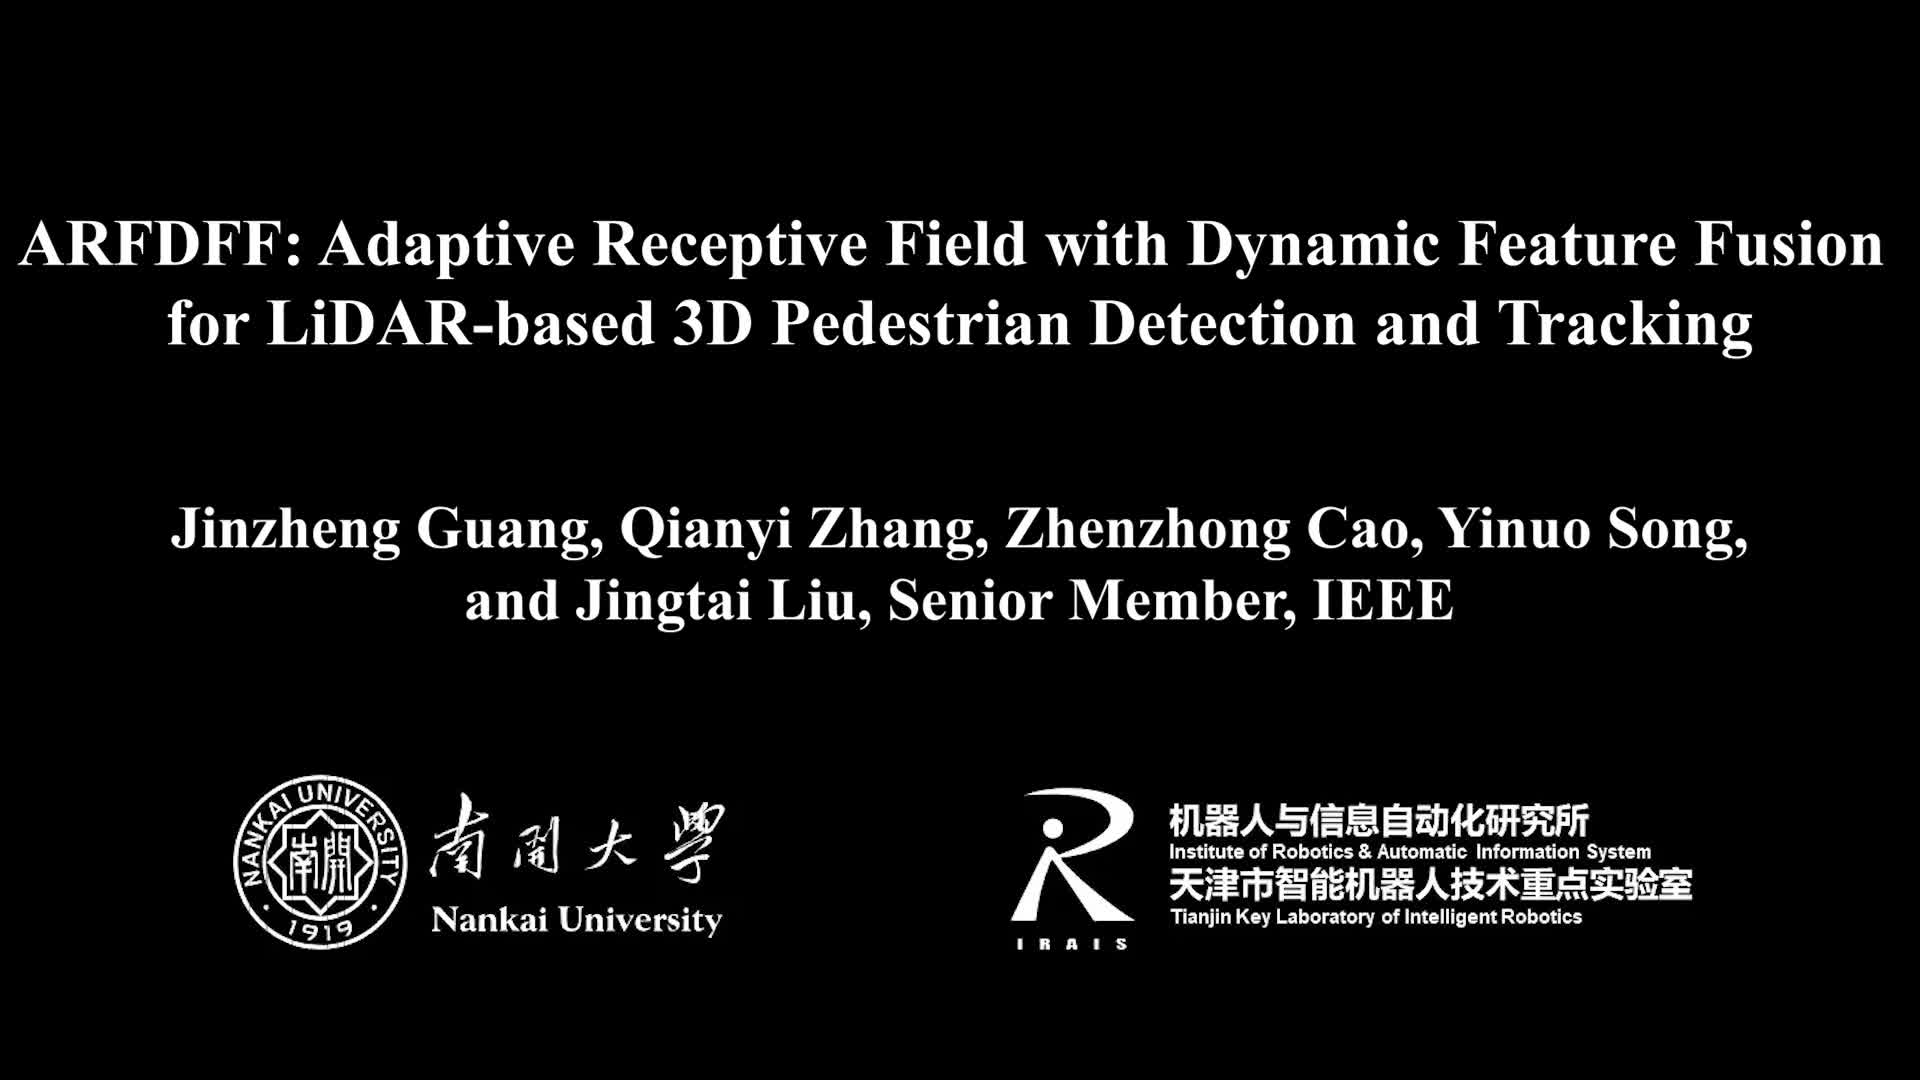 ARFDFF: Adaptive Receptive Field with Dynamic Feature Fusion
for LiDAR-based 3D Pedestrian Detection and Tracking
Jinzheng Guang, Qianyi Zhang, Zhenzhong Cao, Yinuo Song,
and Jingtai Liu, Senior Member, IEEE
NANKAI UNIVERSITY
南開
1919
南開大學
Nankai University
IRAIS
机器人与信息自动化研究所
Institute of Robotics & Automatic Information System
天津市智能机器人技术重点实验室
Tianjin Key Laboratory of Intelligent Robotics